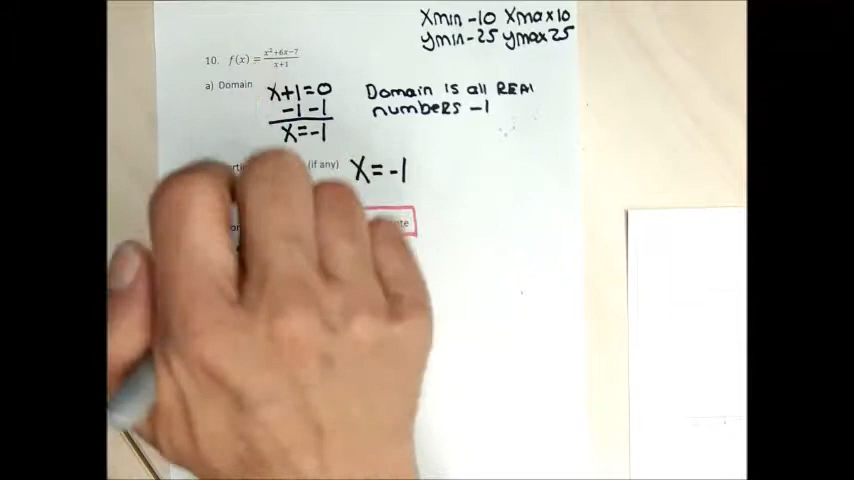 Xmin -10 Xmax 10
ymin -25 ymax 25
10. f(x) = x²+6x-7 / x+1
a) Domain
x+1=0
-1 -1
x=-1
Domain is all REAl
numbers -1
(if any) X = -1